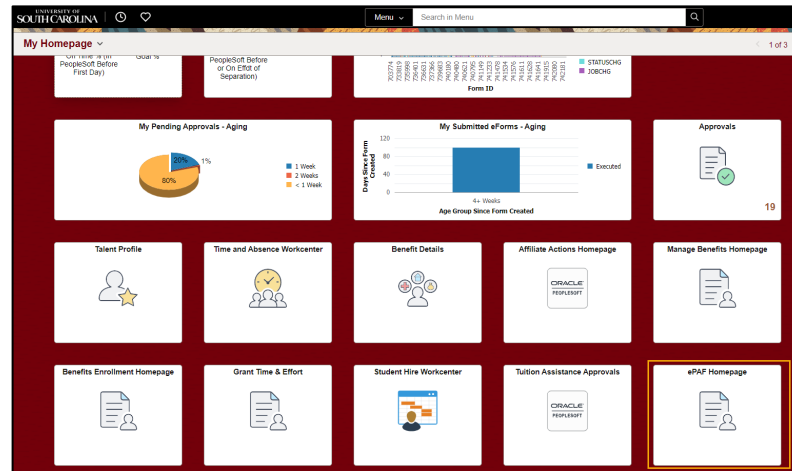 UNIVERSITY OF
SOUTH CAROLINA
Menu
Search in Menu
My Homepage
1 of 3
On Time % (In
PeopleSoft Before
First Day)
Goal %
PeopleSoft Before
or On Effdt of
Separation)
STATUSCHG
JOBCHG
Form ID
My Pending Approvals - Aging
20%
1%
80%
1 Week
2 Weeks
< 1 Week
My Submitted eForms - Aging
Days Since Form
Created
120
80
40
0
4+ Weeks
Age Group Since Form Created
Executed
Approvals
19
Talent Profile
Time and Absence Workcenter
Benefit Details
Affiliate Actions Homepage
ORACLE
PEOPLESOFT
Manage Benefits Homepage
Benefits Enrollment Homepage
Grant Time & Effort
Student Hire Workcenter
Tuition Assistance Approvals
ORACLE
PEOPLESOFT
ePAF Homepage